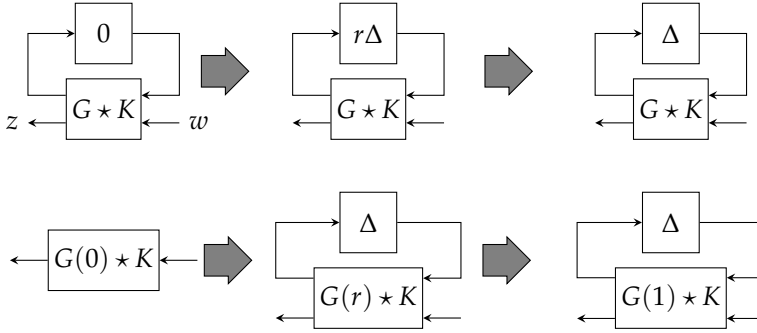 0 rΔ Δ
G ⋆ K G ⋆ K G ⋆ K
z w
Δ Δ
G(0) ⋆ K G(r) ⋆ K G(1) ⋆ K